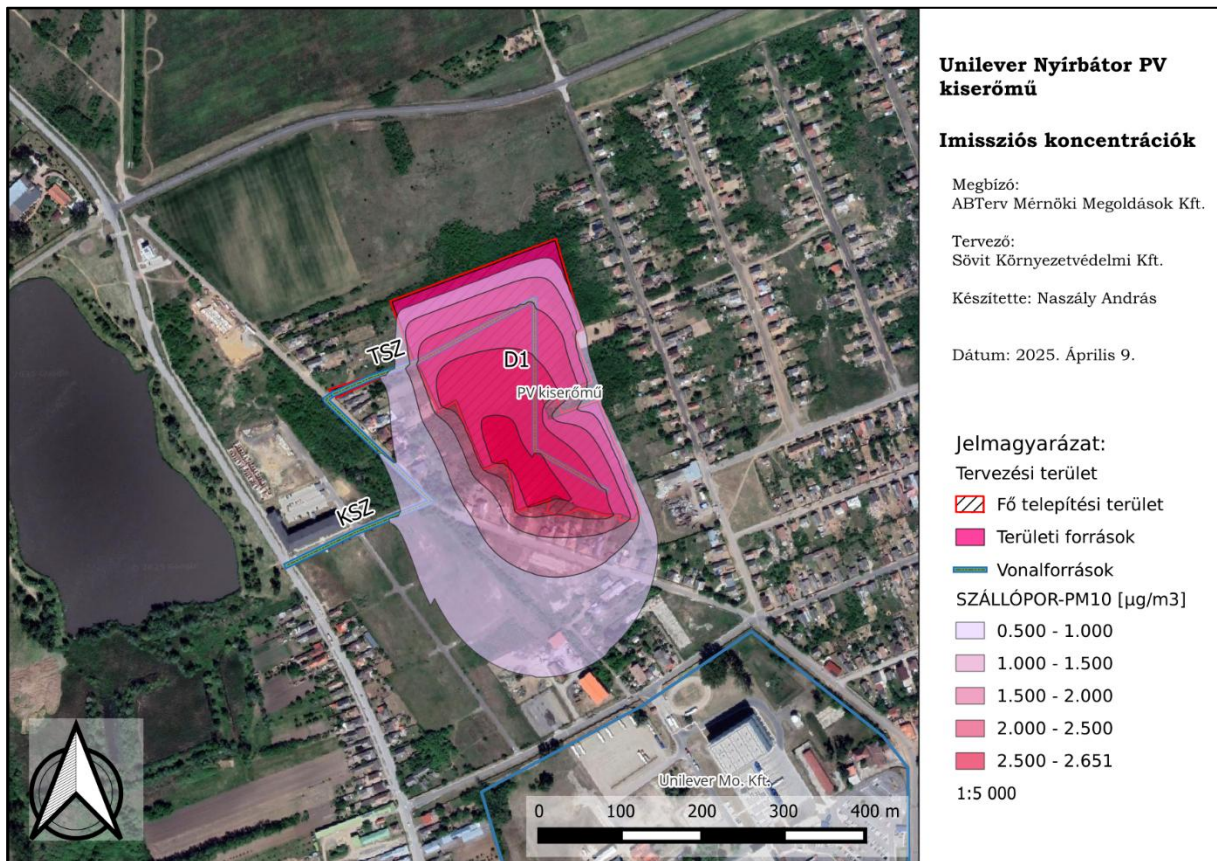 Unilever Nyírbátor PV
kiserőmű
Imissziós koncentrációk
Megbízó:
ABTerv Mérnöki Megoldások Kft.
Tervező:
Sövit Környezetvédelmi Kft.
Készítette: Naszály András
Dátum: 2025. Április 9.
Jelmagyarázat:
Tervezési terület
Fő telepítési terület
Területi források
Vonalforrások
SZÁLLÓPOR-PM10 [µg/m3]
0.500 - 1.000
1.000 - 1.500
1.500 - 2.000
2.000 - 2.500
2.500 - 2.651
1:5 000
TSZ
D1
PV kiserőmű
KSZ
Unilever Mo. Kft.
0 100 200 300 400 m